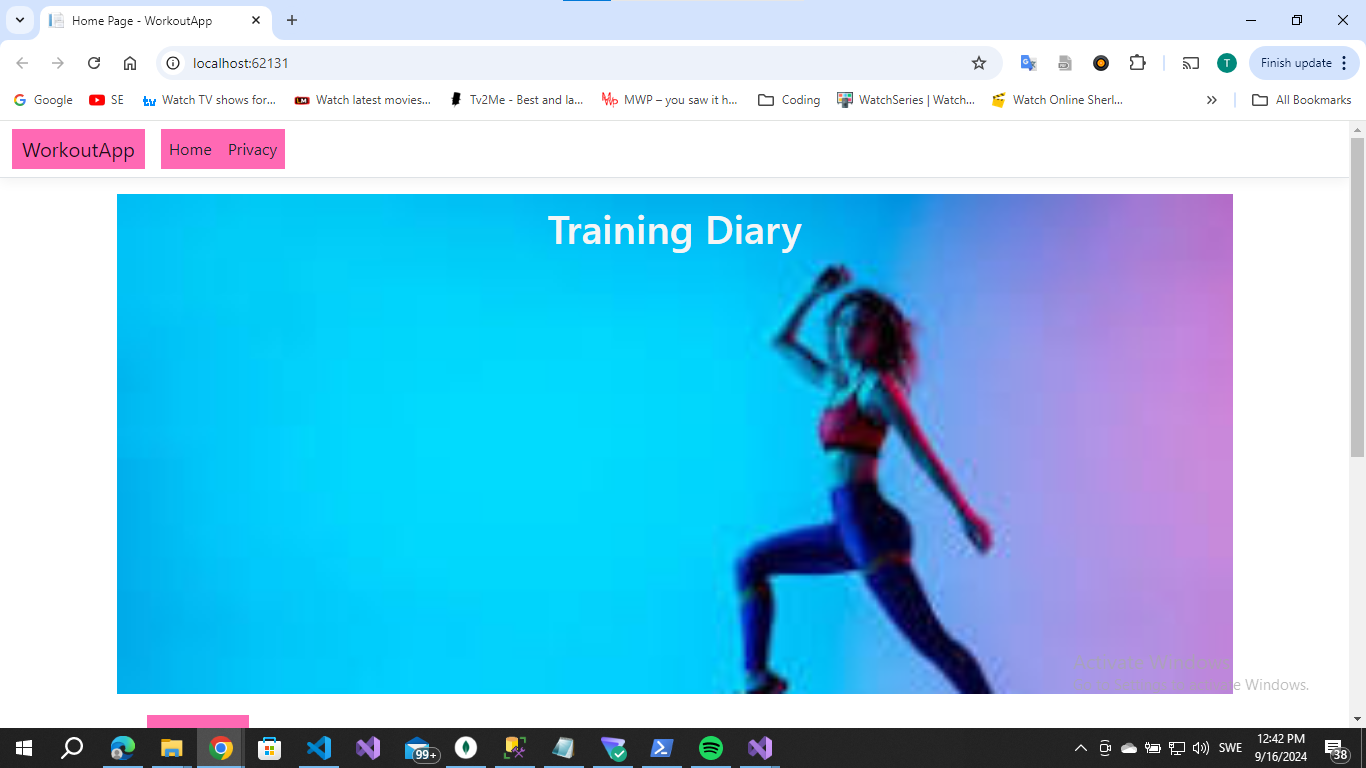 Home Page - WorkoutApp
localhost:62131
T
Finish update
Google
SE
Watch TV shows for...
Watch latest movies...
Tv2Me - Best and la...
MWP – you saw it h...
Coding
WatchSeries | Watch...
Watch Online Sherl...
All Bookmarks
WorkoutApp
Home
Privacy
Training Diary
Activate Windows
Windows.
99+
SWE
12:42 PM
9/16/2024
38